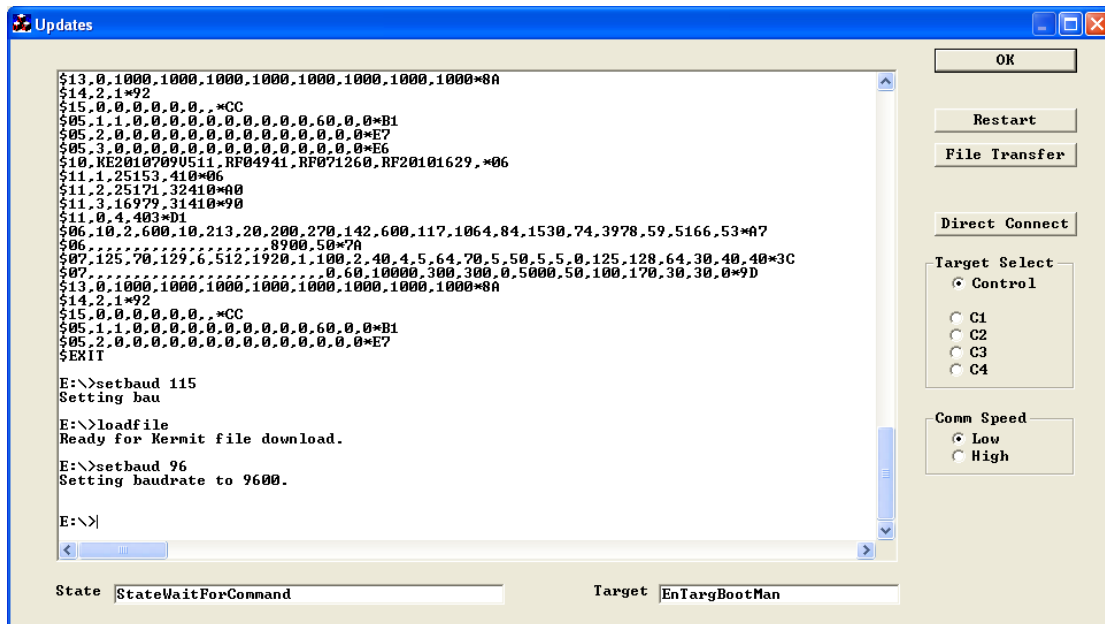 Updates
$13,0,1000,1000,1000,1000,1000,1000,1000,1000*8A
$14,2,1*92
$15,0,0,0,0,0,0,,*CC
$05,1,1,0,0,0,0,0,0,0,0,0,0,60,0,0*B1
$05,2,0,0,0,0,0,0,0,0,0,0,0,0,0,0*E7
$05,3,0,0,0,0,0,0,0,0,0,0,0,0,0,0*E6
$10,KE2010709V511,RF04941,RF071260,RF20101629,*06
$11,1,25153,410*06
$11,2,25171,32410*A0
$11,3,16979,31410*90
$11,0,4,403*D1
$06,10,2,600,10,213,20,200,270,142,600,117,1064,84,1530,74,3978,59,5166,53*A7
$06,,,,,,,,,,,,,,,,,,,,8900,50*7A
$07,125,70,129,6,512,1920,1,100,2,40,4,5,64,70,5,50,5,5,0,125,128,64,30,40,40*3C
$07,,,,,,,,,,,,,,,,,,,,,,,,,,0,60,10000,300,300,0,5000,50,100,170,30,30,0*9D
$13,0,1000,1000,1000,1000,1000,1000,1000,1000*8A
$14,2,1*92
$15,0,0,0,0,0,0,,*CC
$05,1,1,0,0,0,0,0,0,0,0,0,0,60,0,0*B1
$05,2,0,0,0,0,0,0,0,0,0,0,0,0,0,0*E7
$EXIT
E:\>setbaud 115
Setting bau
E:\>loadfile
Ready for Kermit file download.
E:\>setbaud 96
Setting baudrate to 9600.
E:\>
OK
Restart
File Transfer
Direct Connect
Target Select
Control
C1
C2
C3
C4
Comm Speed
Low
High
State StateWaitForCommand
Target EnTargBootMan